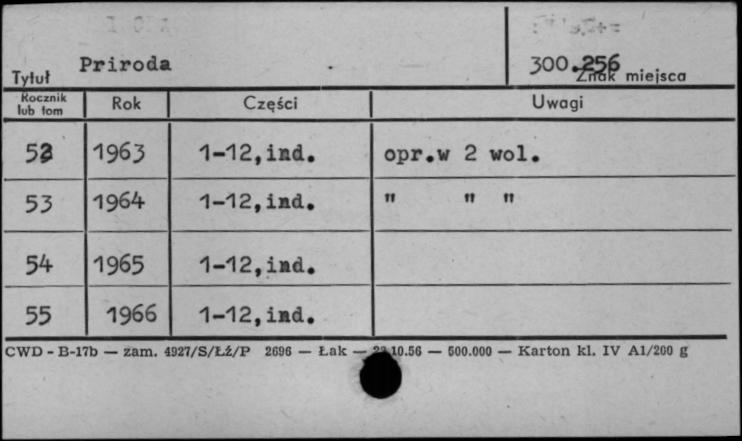 Priroda
300.256
Tytuł
Znak miejsca
Rocznik lub tom Rok Części Uwagi
52 1963 1-12,ind. opr.w 2 wol.
53 1964 1-12,ind. " " "
54 1965 1-12,ind.
55 1966 1-12,ind.
CWD - B-17b — zam. 4927/S/ŁŹ/P 2696 — Łak — 10.56 — 500.000 — Karton kl. IV A1/200 g